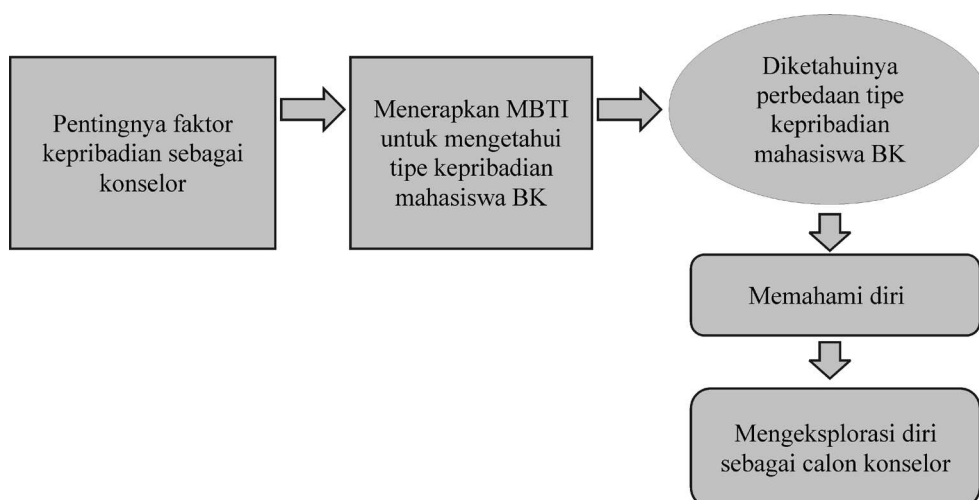 Pentingnya faktor
kepribadian sebagai
konselor
Menerapkan MBTI
untuk mengetahui
tipe kepribadian
mahasiswa BK
Diketahuinya
perbedaan tipe
kepribadian
mahasiswa BK
Memahami diri
Mengeksplorasi diri
sebagai calon konselor